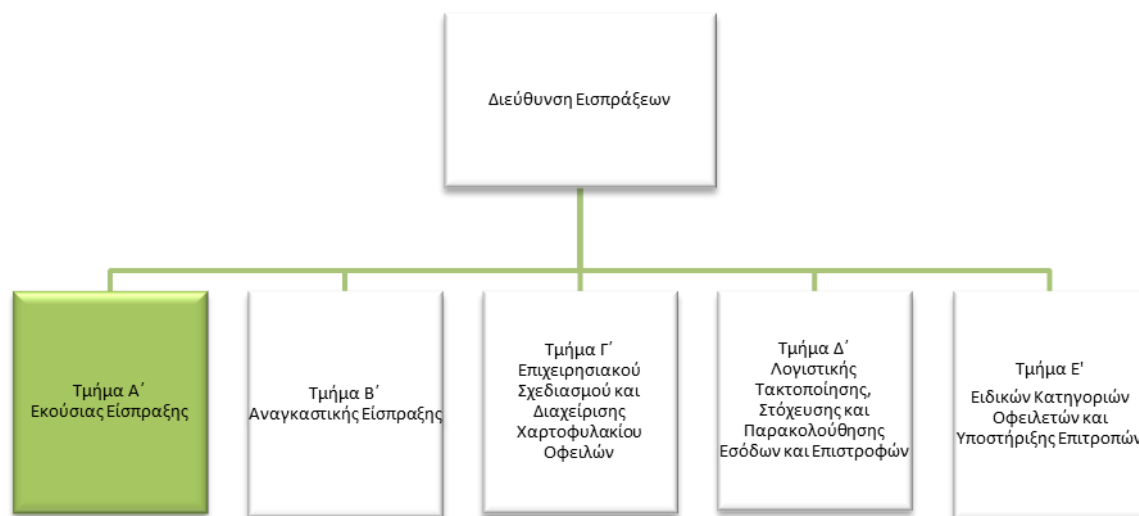 Διεύθυνση Εισπράξεων
Τμήμα Α΄
Εκούσιας Είσπραξης
Τμήμα Β΄
Αναγκαστικής Είσπραξης
Τμήμα Γ΄
Επιχειρησιακού
Σχεδιασμού και
Διαχείρισης
Χαρτοφυλακίου
Οφειλών
Τμήμα Δ΄
Λογιστικής
Τακτοποίησης,
Στόχευσης και
Παρακολούθησης
Εσόδων και Επιστροφών
Τμήμα Ε'
Ειδικών Κατηγοριών
Οφειλετών και
Υποστήριξης Επιτροπών